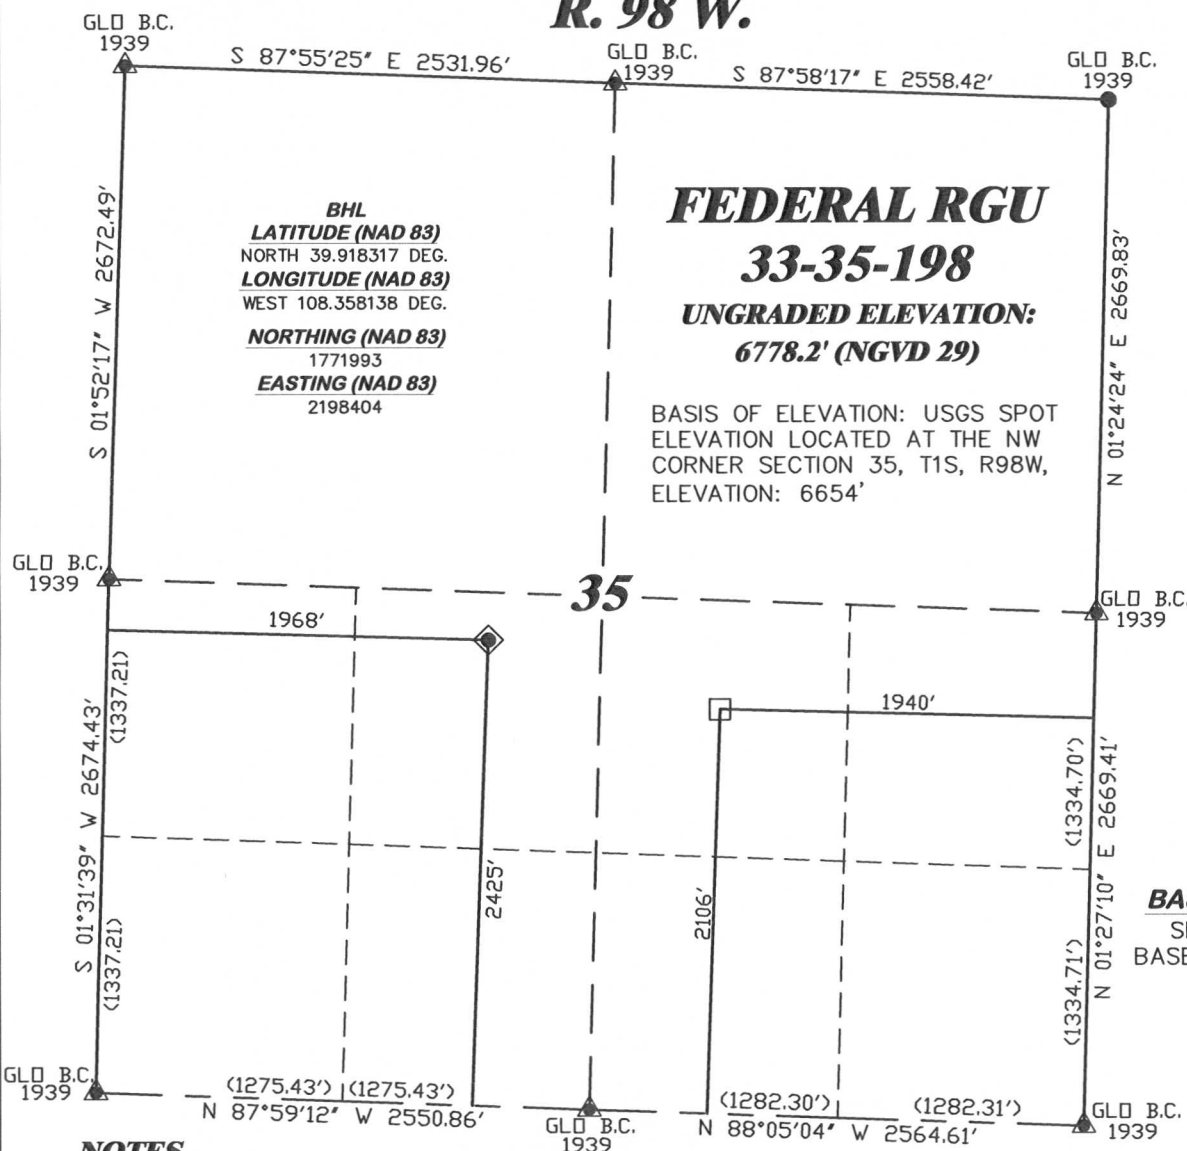 R. 98 W.
GLO B.C.
1939
S 87°55'25" E 2531.96'
GLO B.C.
1939
S 87°58'17" E 2558.42'
GLO B.C.
1939
S 01°52'17" W 2672.49'
BHL
LATITUDE (NAD 83)
NORTH 39.918317 DEG.
LONGITUDE (NAD 83)
WEST 108.358138 DEG.
NORTHING (NAD 83)
1771993
EASTING (NAD 83)
2198404
FEDERAL RGU
33-35-198
UNGRADED ELEVATION:
6778.2' (NGVD 29)
BASIS OF ELEVATION: USGS SPOT
ELEVATION LOCATED AT THE NW
CORNER SECTION 35, T1S, R98W,
ELEVATION: 6654'
N 01°24'24" E 2669.83'
GLO B.C.
1939
35
GLO B.C.
1939
1968'
(1337.21)
S 01°31'39" W 2674.43'
(1337.21)
2425'
1940'
2106'
(1334.70')
N 01°27'10" E 2669.41'
(1334.71')
BASE
GLO B.C.
1939
(1275.43')
(1275.43')
N 87°59'12" W 2550.86'
GLO B.C.
1939
(1282.30')
(1282.31')
N 88°05'04" W 2564.61'
GLO B.C.
1939
NOTES